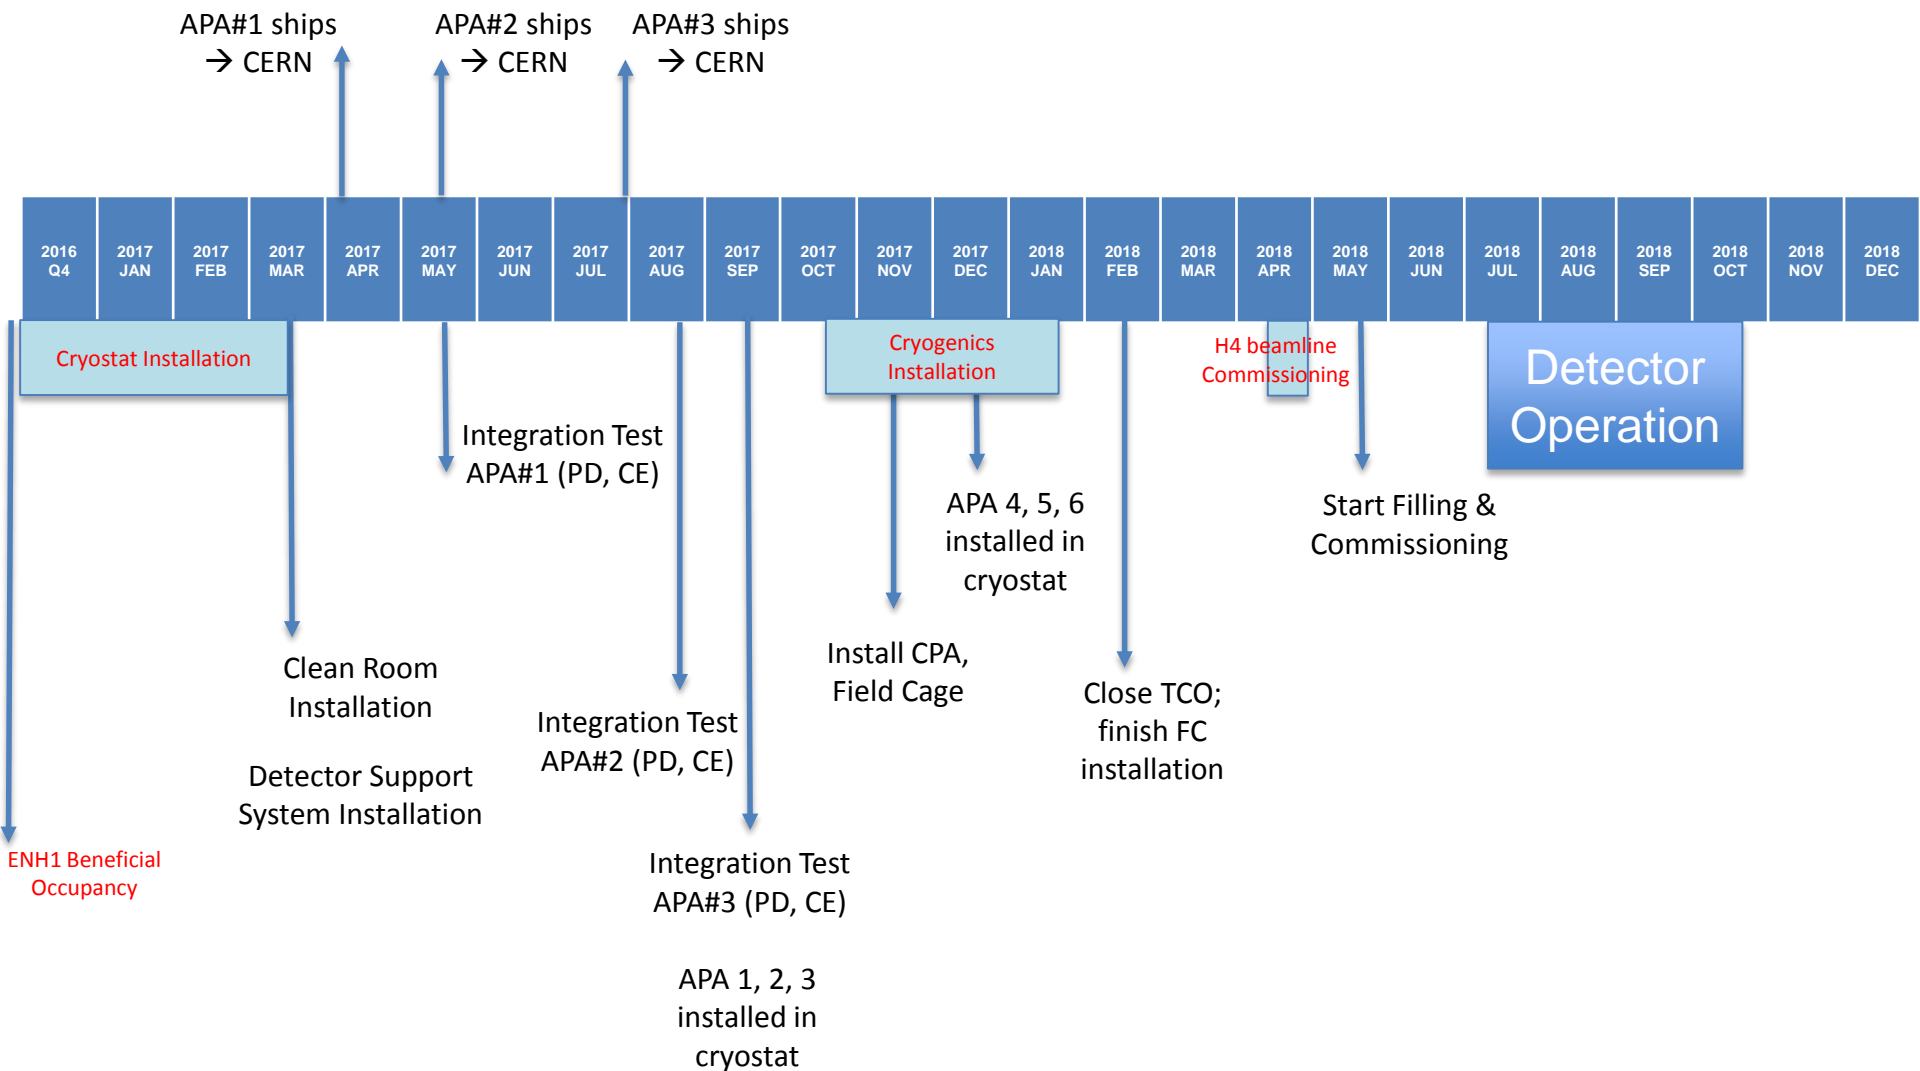 APA#1 ships
→ CERN
APA#2 ships
→ CERN
APA#3 ships
→ CERN
2016
Q4
2017
JAN
2017
FEB
2017
MAR
2017
APR
2017
MAY
2017
JUN
2017
JUL
2017
AUG
2017
SEP
2017
OCT
2017
NOV
2017
DEC
2018
JAN
2018
FEB
2018
MAR
2018
APR
2018
MAY
2018
JUN
2018
JUL
2018
AUG
2018
SEP
2018
OCT
2018
NOV
2018
DEC
Cryostat Installation
Cryogenics
Installation
H4 beamline
Commissioning
Detector
Operation
Integration Test
APA#1 (PD, CE)
APA 4, 5, 6
installed in
cryostat
Start Filling &
Commissioning
Clean Room
Installation
Detector Support
System Installation
Integration Test
APA#2 (PD, CE)
Install CPA,
Field Cage
Close TCO;
finish FC
installation
ENH1 Beneficial
Occupancy
Integration Test
APA#3 (PD, CE)
APA 1, 2, 3
installed in
cryostat